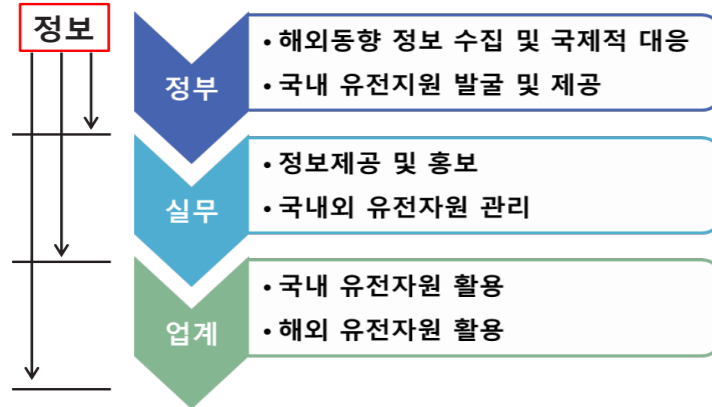 정보
정부
• 해외동향 정보 수집 및 국제적 대응
• 국내 유전지원 발굴 및 제공
실무
• 정보제공 및 홍보
• 국내외 유전자원 관리
업계
• 국내 유전자원 활용
• 해외 유전자원 활용